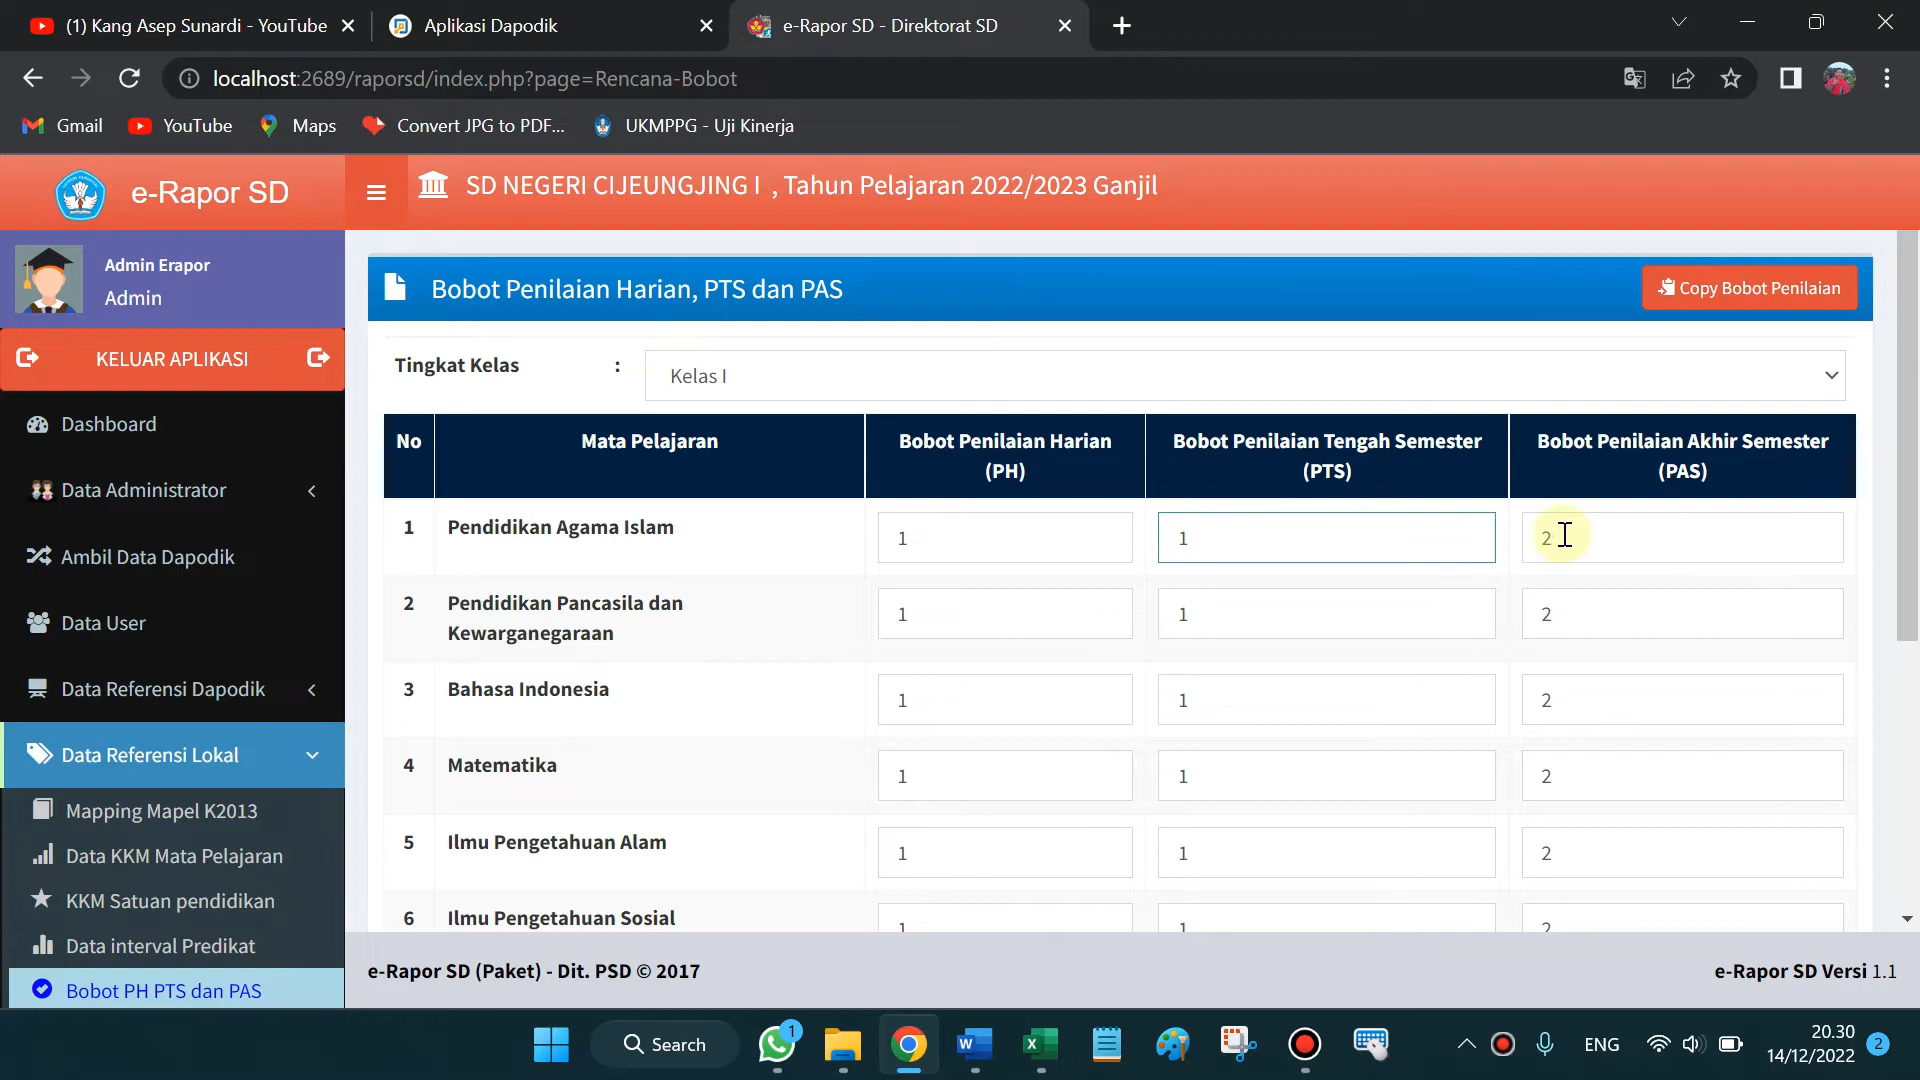 (1) Kang Asep Sunardi - YouTube
Aplikasi Dapodik
e-Rapor SD - Direktorat SD
localhost:2689/raporsd/index.php?page=Rencana-Bobot
Gmail
YouTube
Maps
Convert JPG to PDF...
UKMPPG - Uji Kinerja
e-Rapor SD
SD NEGERI CIJEUNGJING I , Tahun Pelajaran 2022/2023 Ganjil
Admin Erapor
Admin
KELUAR APLIKASI
Dashboard
Data Administrator
Ambil Data Dapodik
Data User
Data Referensi Dapodik
Data Referensi Lokal
Mapping Mapel K2013
Data KKM Mata Pelajaran
KKM Satuan pendidikan
Data interval Predikat
Bobot PH PTS dan PAS
Bobot Penilaian Harian, PTS dan PAS
Copy Bobot Penilaian
Tingkat Kelas : Kelas I
No Mata Pelajaran Bobot Penilaian Harian (PH) Bobot Penilaian Tengah Semester (PTS) Bobot Penilaian Akhir Semester (PAS)
1 Pendidikan Agama Islam 1 1 2
2 Pendidikan Pancasila dan Kewarganegaraan 1 1 2
3 Bahasa Indonesia 1 1 2
4 Matematika 1 1 2
5 Ilmu Pengetahuan Alam 1 1 2
6 Ilmu Pengetahuan Sosial 1 1 2
e-Rapor SD (Paket) - Dit. PSD © 2017
e-Rapor SD Versi 1.1
Search
1
W
X
ENG
20.30
14/12/2022
2